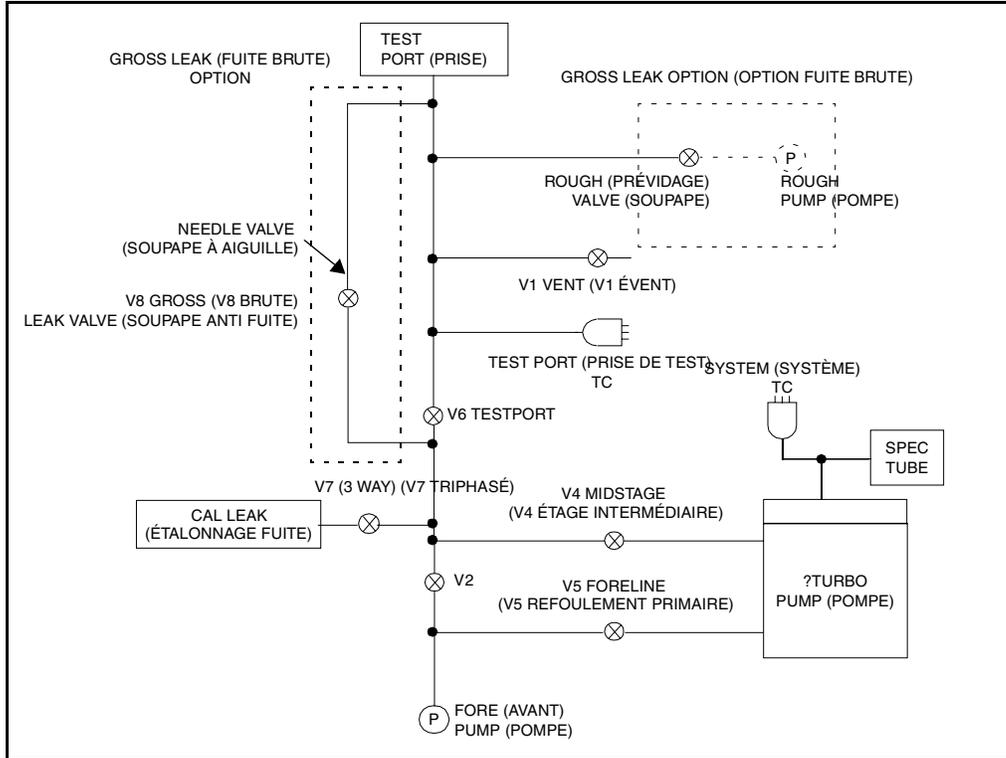 TEST
PORT (PRISE)
GROSS LEAK (FUITE BRUTE)
OPTION
GROSS LEAK OPTION (OPTION FUITE BRUTE)
P
ROUGH (PRÉVIDAGE)
VALVE (SOUPAPE)
ROUGH
PUMP (POMPE)
NEEDLE VALVE
(SOUPAPE À AIGUILLE)
V1 VENT (V1 ÉVENT)
V8 GROSS (V8 BRUTE)
LEAK VALVE (SOUPAPE ANTI FUITE)
TEST PORT (PRISE DE TEST)
TC
SYSTEM (SYSTÈME)
TC
V6 TESTPORT
SPEC
TUBE
V7 (3 WAY) (V7 TRIPHASÉ)
V4 MIDSTAGE
(V4 ÉTAGE INTERMÉDIAIRE)
CAL LEAK
(ÉTALONNAGE FUITE)
V2
V5 FORELINE
(V5 REFOULEMENT PRIMAIRE)
?TURBO
PUMP (POMPE)
P
FORE (AVANT)
PUMP (POMPE)